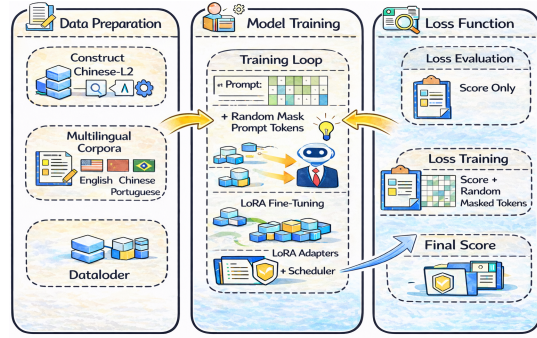 Data Preparation
Construct
Chinese-L2
Multilingual
Corpora
English Chinese
Portuguese
Dataloder
Model Training
Training Loop
Prompt:
+ Random Mask
Prompt Tokens
LoRA Fine-Tuning
LoRA Adapters
+ Scheduler
Loss Function
Loss Evaluation
Score Only
Loss Training
Score +
Random
Masked Tokens
Final Score